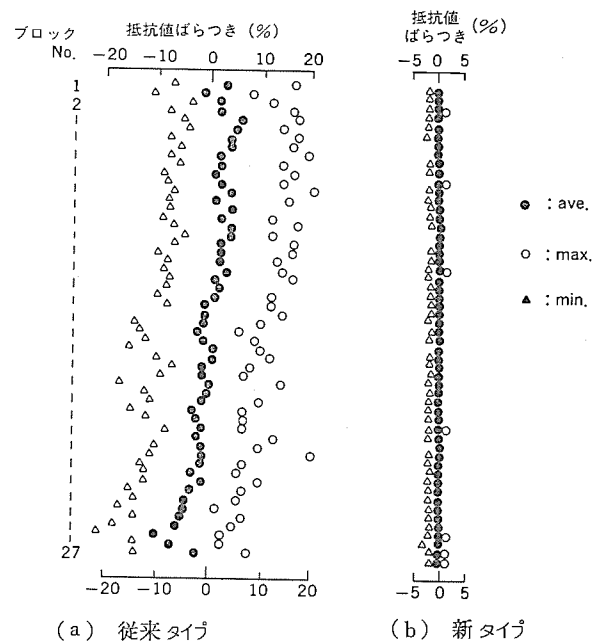 ブロック
No.
抵抗値ばらつき (%)
-20 -10 0 10 20
1
2
27
-20 -10 0 10 20
(a) 従来タイプ
抵抗値
ばらつき (%)
-5 0 5
-5 0 5
(b) 新タイプ
● : ave.
○ : max.
▲ : min.